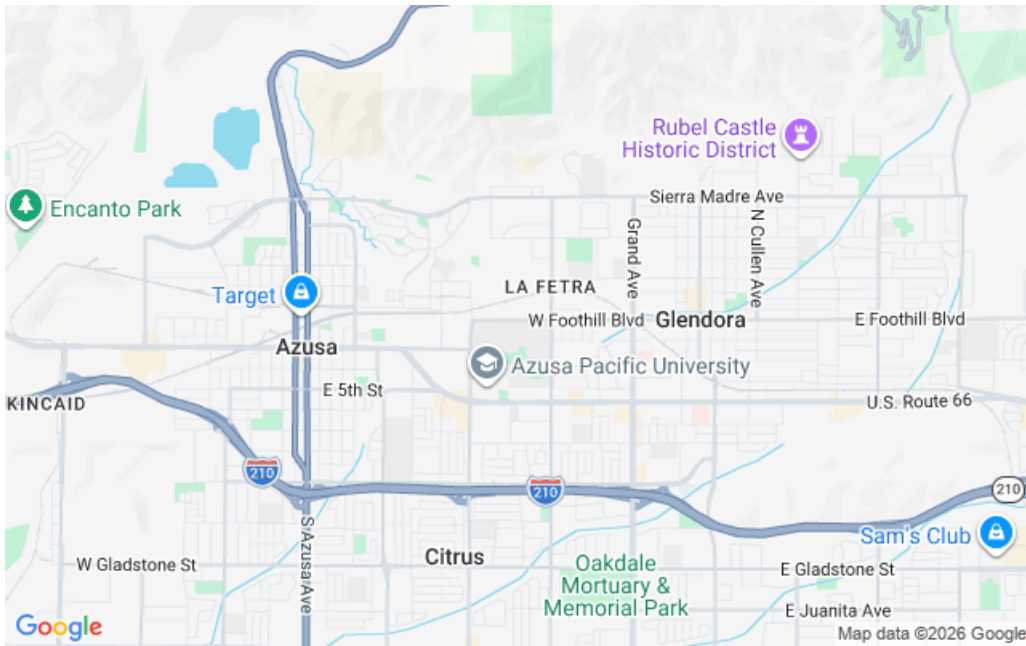 Rubel Castle
Historic District
Sierra Madre Ave
Encanto Park
Grand Ave
N Cullen Ave
LA FETRA
Target
W Foothill Blvd
Glendora
E Foothill Blvd
Azusa
Azusa Pacific University
E 5th St
KINCAID
U.S. Route 66
210
210
210
S Azusa Ave
Sam's Club
Citrus
W Gladstone St
Oakdale
Mortuary &
Memorial Park
E Gladstone St
E Juanita Ave
Google
Map data ©2026 Google